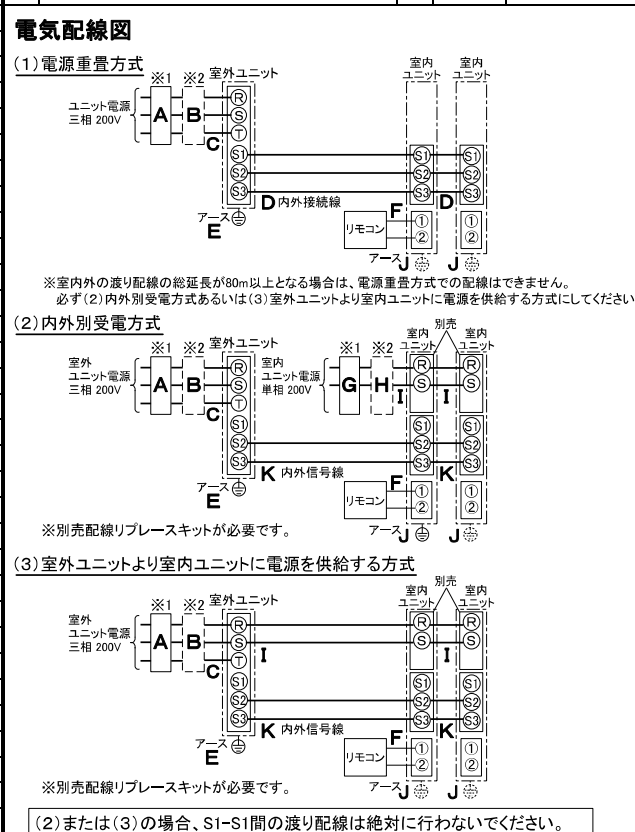 電気配線図
(1)電源重畳方式
※1 ※2 室外ユニット
室内ユニット 室内ユニット
ユニット電源
三相 200V
A B C
R
S
T
S1 S1 S1
S2 S2 S2
S3 S3 S3
D 内外接続線 D
アース
E
リモコン F ① ①
② ②
アース J J
※室内外の渡り配線の総延長が80m以上となる場合は、電源重畳方式での配線はできません。
必ず(2)内外別受電方式あるいは(3)室外ユニットより室内ユニットに電源を供給する方式にしてください
(2)内外別受電方式
別売
※1 ※2 室外ユニット ※1 ※2 室内ユニット 室内ユニット
室外
ユニット電源
三相 200V
A B C
室内
ユニット電源
単相 200V
G H I I
R R R
S S S
T
S1 S1 S1
S2 S2 S2
S3 S3 S3
K 内外信号線 K
アース
E
リモコン F ① ①
② ②
アース J J
※別売配線リプレースキットが必要です。
(3)室外ユニットより室内ユニットに電源を供給する方式
別売
※1 ※2 室外ユニット 室内ユニット 室内ユニット
室外
ユニット電源
三相 200V
A B C
R R R
S S S
T I I
S1 S1 S1
S2 S2 S2
S3 S3 S3
K 内外信号線 K
アース
E
リモコン F ① ①
② ②
アース J J
※別売配線リプレースキットが必要です。
(2)または(3)の場合、S1-S1間の渡り配線は絶対に行わないでください。